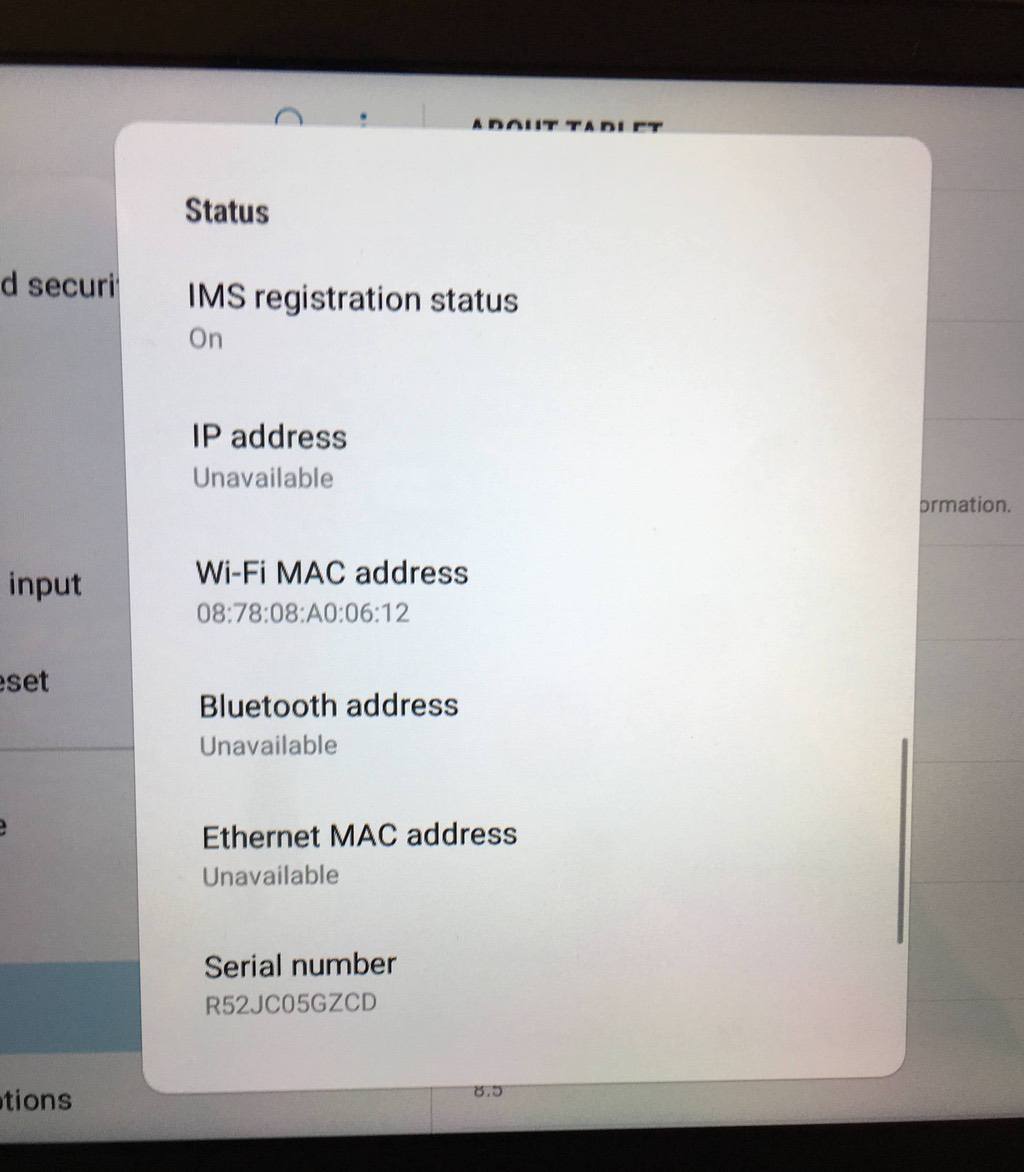 ABOUT TABLET
Status
d securi
IMS registration status
On
IP address
Unavailable
ormation.
Wi-Fi MAC address
08:78:08:A0:06:12
input
eset
Bluetooth address
Unavailable
e
Ethernet MAC address
Unavailable
Serial number
R52JC05GZCD
8.5
otions